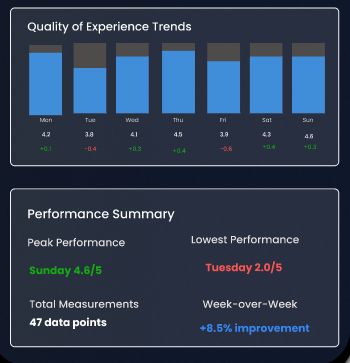 Quality of Experience Trends
Mon Tue Wed Thu Fri Sat Sun
4.2 3.8 4.1 4.5 3.9 4.3 4.6
+0.1 -0.4 +0.3 +0.4 -0.6 +0.4 +0.3
Performance Summary
Peak Performance Lowest Performance
Sunday 4.6/5 Tuesday 2.0/5
Total Measurements Week-over-Week
47 data points +8.5% improvement